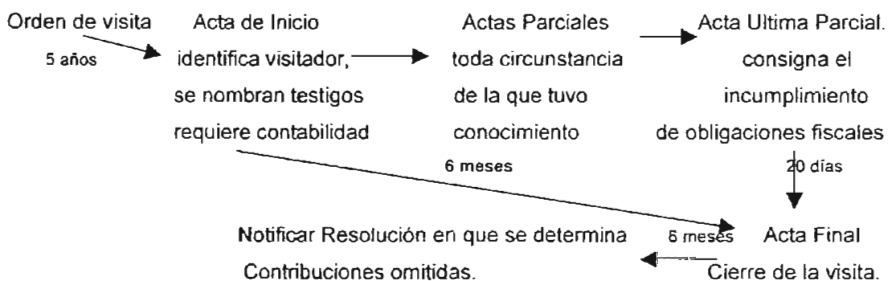 Orden de visita Acta de Inicio Actas Parciales Acta Ultima Parcial.
5 años identifica visitador, toda circunstancia consigna el
se nombran testigos de la que tuvo incumplimiento
requiere contabilidad conocimiento de obligaciones fiscales
6 meses 20 días
Notificar Resolución en que se determina 6 meses Acta Final
Contribuciones omitidas. Cierre de la visita.